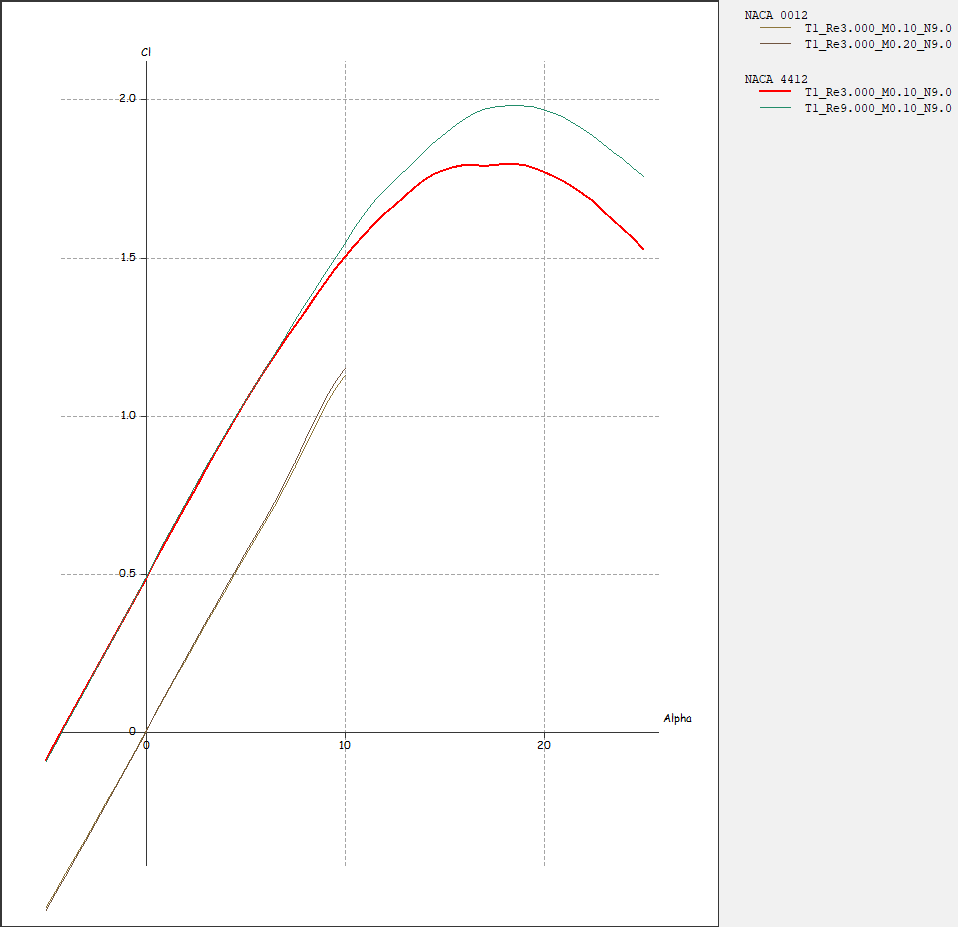 Cl
2.0
1.5
1.0
0.5
0
Alpha
0
10
20
NACA 0012
T1_Re3.000_M0.10_N9.0
T1_Re3.000_M0.20_N9.0
NACA 4412
T1_Re3.000_M0.10_N9.0
T1_Re9.000_M0.10_N9.0